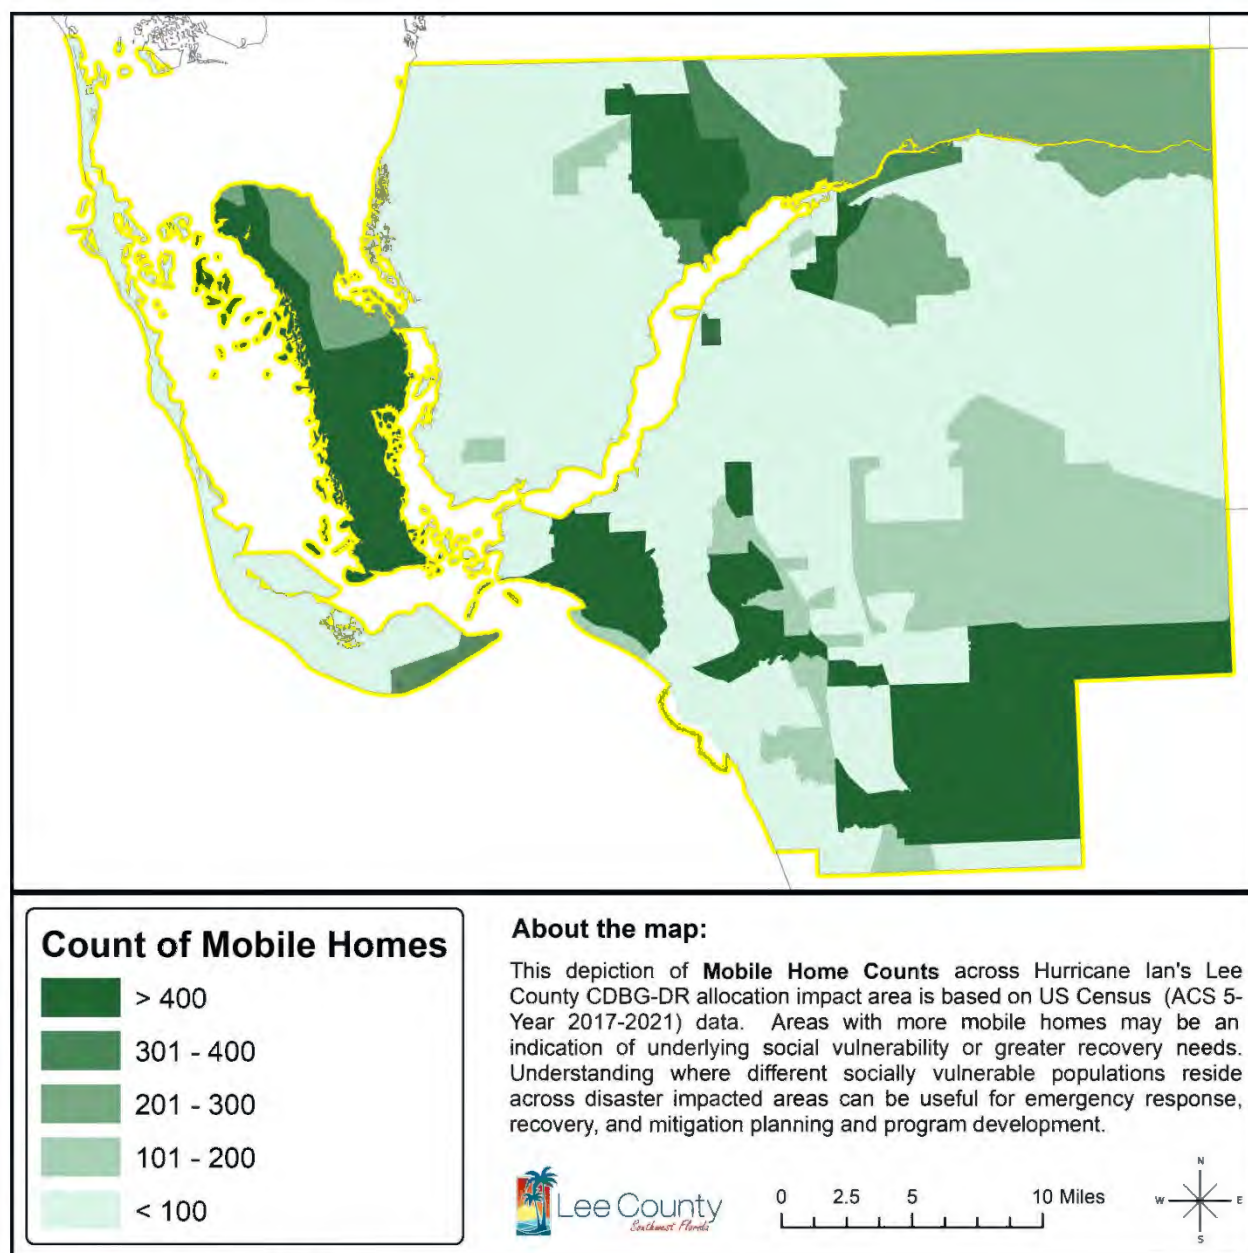 Count of Mobile Homes
> 400
301 - 400
201 - 300
101 - 200
< 100
About the map:
This depiction of Mobile Home Counts across Hurricane Ian's Lee
County CDBG-DR allocation impact area is based on US Census (ACS 5-
Year 2017-2021) data. Areas with more mobile homes may be an
indication of underlying social vulnerability or greater recovery needs.
Understanding where different socially vulnerable populations reside
across disaster impacted areas can be useful for emergency response,
recovery, and mitigation planning and program development.
Lee County
Southwest Florida
0 2.5 5 10 Miles
N
W E
S